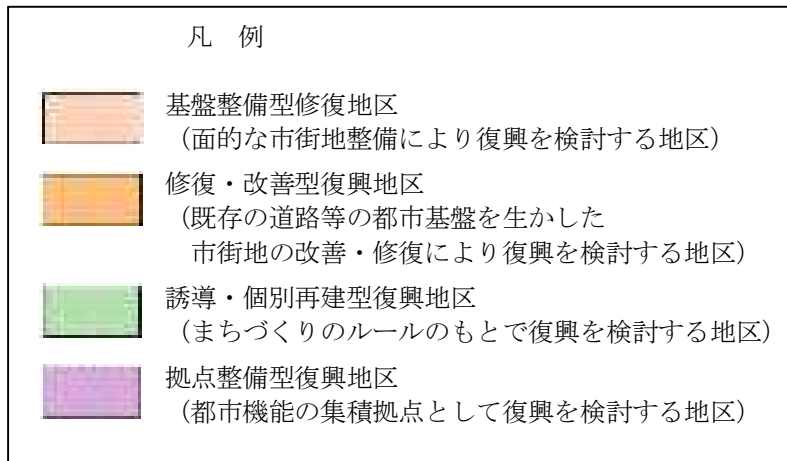 凡　例
基盤整備型修復地区
（面的な市街地整備により復興を検討する地区）
修復・改善型復興地区
（既存の道路等の都市基盤を生かした
市街地の改善・修復により復興を検討する地区）
誘導・個別再建型復興地区
（まちづくりのルールのもとで復興を検討する地区）
拠点整備型復興地区
（都市機能の集積拠点として復興を検討する地区）